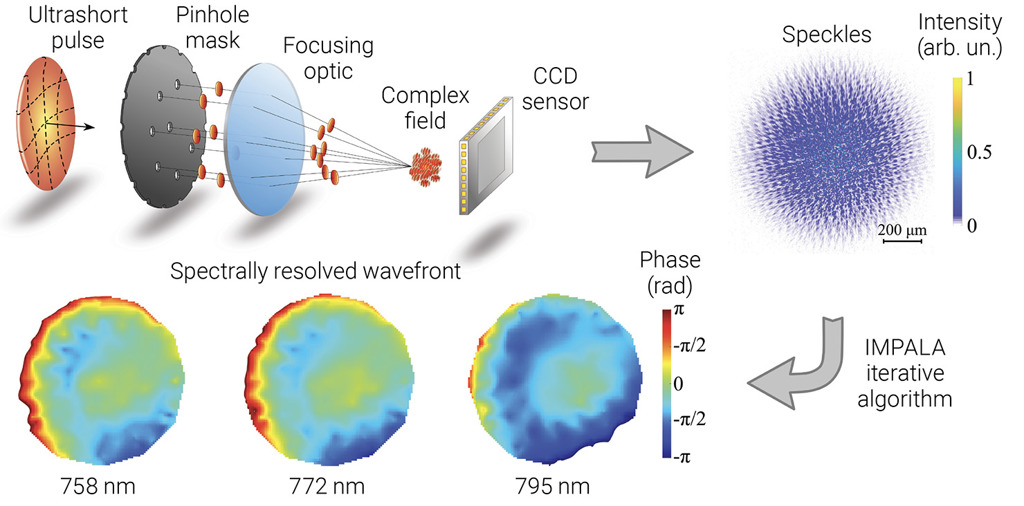 Ultrashort
pulse
Pinhole
mask
Focusing
optic
Complex
field
CCD
sensor
Speckles
Intensity
(arb. un.)
1
0.5
0
200 μm
Spectrally resolved wavefront
Phase
(rad)
π
-π/2
0
-π/2
-π
758 nm
772 nm
795 nm
IMPALA
iterative
algorithm